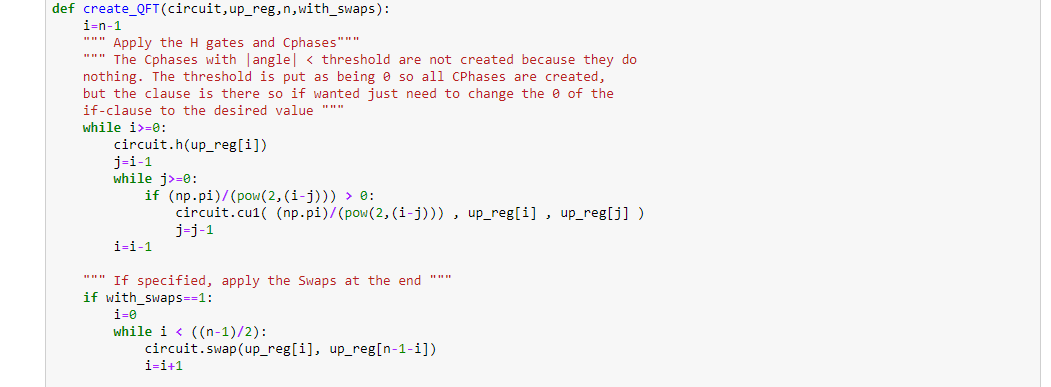 def create_QFT(circuit,up_reg,n,with_swaps):
    i=n-1
    """ Apply the H gates and Cphases"""
    """ The Cphases with |angle| < threshold are not created because they do
    nothing. The threshold is put as being 0 so all CPhases are created,
    but the clause is there so if wanted just need to change the 0 of the
    if-clause to the desired value """
    while i>=0:
        circuit.h(up_reg[i])
        j=i-1
        while j>=0:
            if (np.pi)/(pow(2,(i-j))) > 0:
                circuit.cu1( (np.pi)/(pow(2,(i-j))) , up_reg[i] , up_reg[j] )
                j=j-1
        i=i-1
    """ If specified, apply the Swaps at the end """
    if with_swaps==1:
        i=0
        while i < ((n-1)/2):
            circuit.swap(up_reg[i], up_reg[n-1-i])
            i=i+1